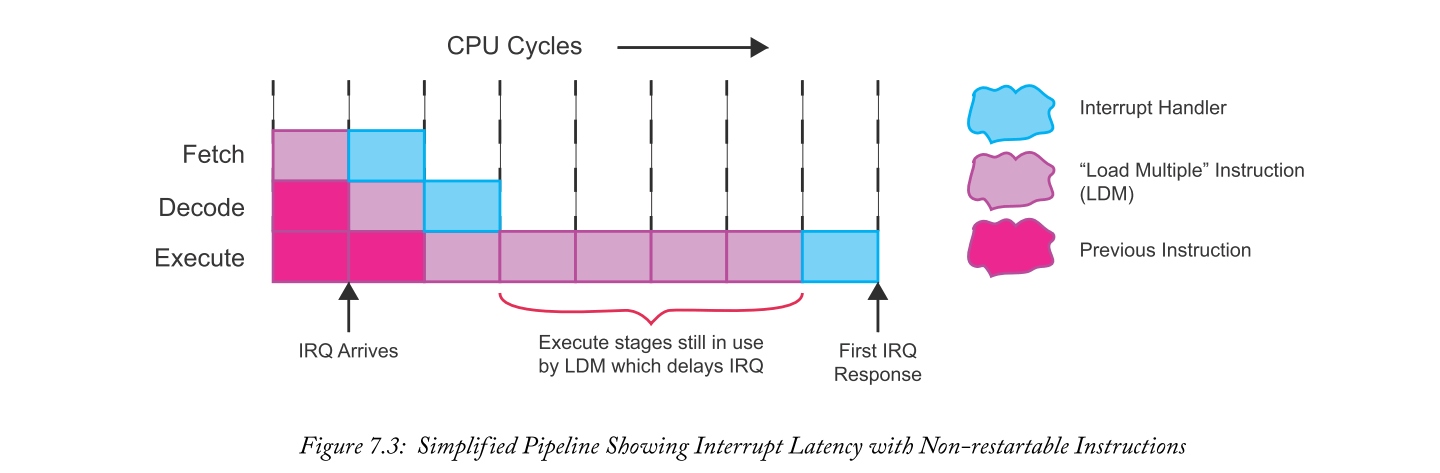 CPU Cycles
Fetch
Decode
Execute
IRQ Arrives
Execute stages still in use
by LDM which delays IRQ
First IRQ
Response
Interrupt Handler
“Load Multiple” Instruction
(LDM)
Previous Instruction
Figure 7.3: Simplified Pipeline Showing Interrupt Latency with Non-restartable Instructions